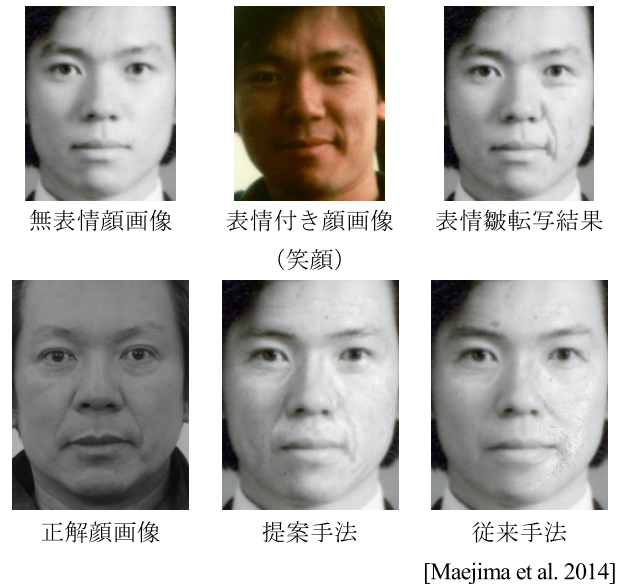 無表情顔画像
表情付き顔画像
（笑顔）
表情皺転写結果
正解顔画像
提案手法
従来手法
[Maejima et al. 2014]